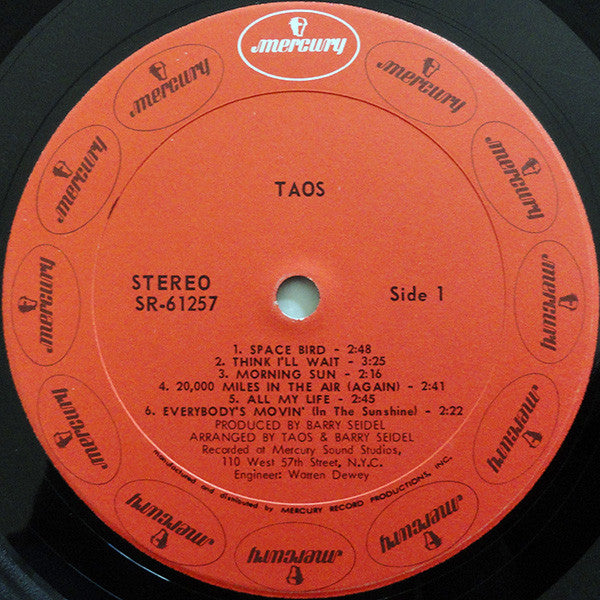 mercury
mercury
mercury
mercury
mercury
mercury
mercury
mercury
mercury
mercury
mercury
mercury
TAOS
STEREO
SR-61257
Side 1
1. SPACE BIRD - 2:48
2. THINK I'LL WAIT - 3:25
3. MORNING SUN - 2:16
4. 20,000 MILES IN THE AIR (AGAIN) - 2:41
5. ALL MY LIFE - 2:45
6. EVERYBODY'S MOVIN' (In The Sunshine) - 2:22
PRODUCED BY BARRY SEIDEL
ARRANGED BY TAOS & BARRY SEIDEL
Recorded at Mercury Sound Studios,
110 West 57th Street, N.Y.C.
Engineer: Warren Dewey
manufactured and distributed by MERCURY RECORD PRODUCTIONS, INC.